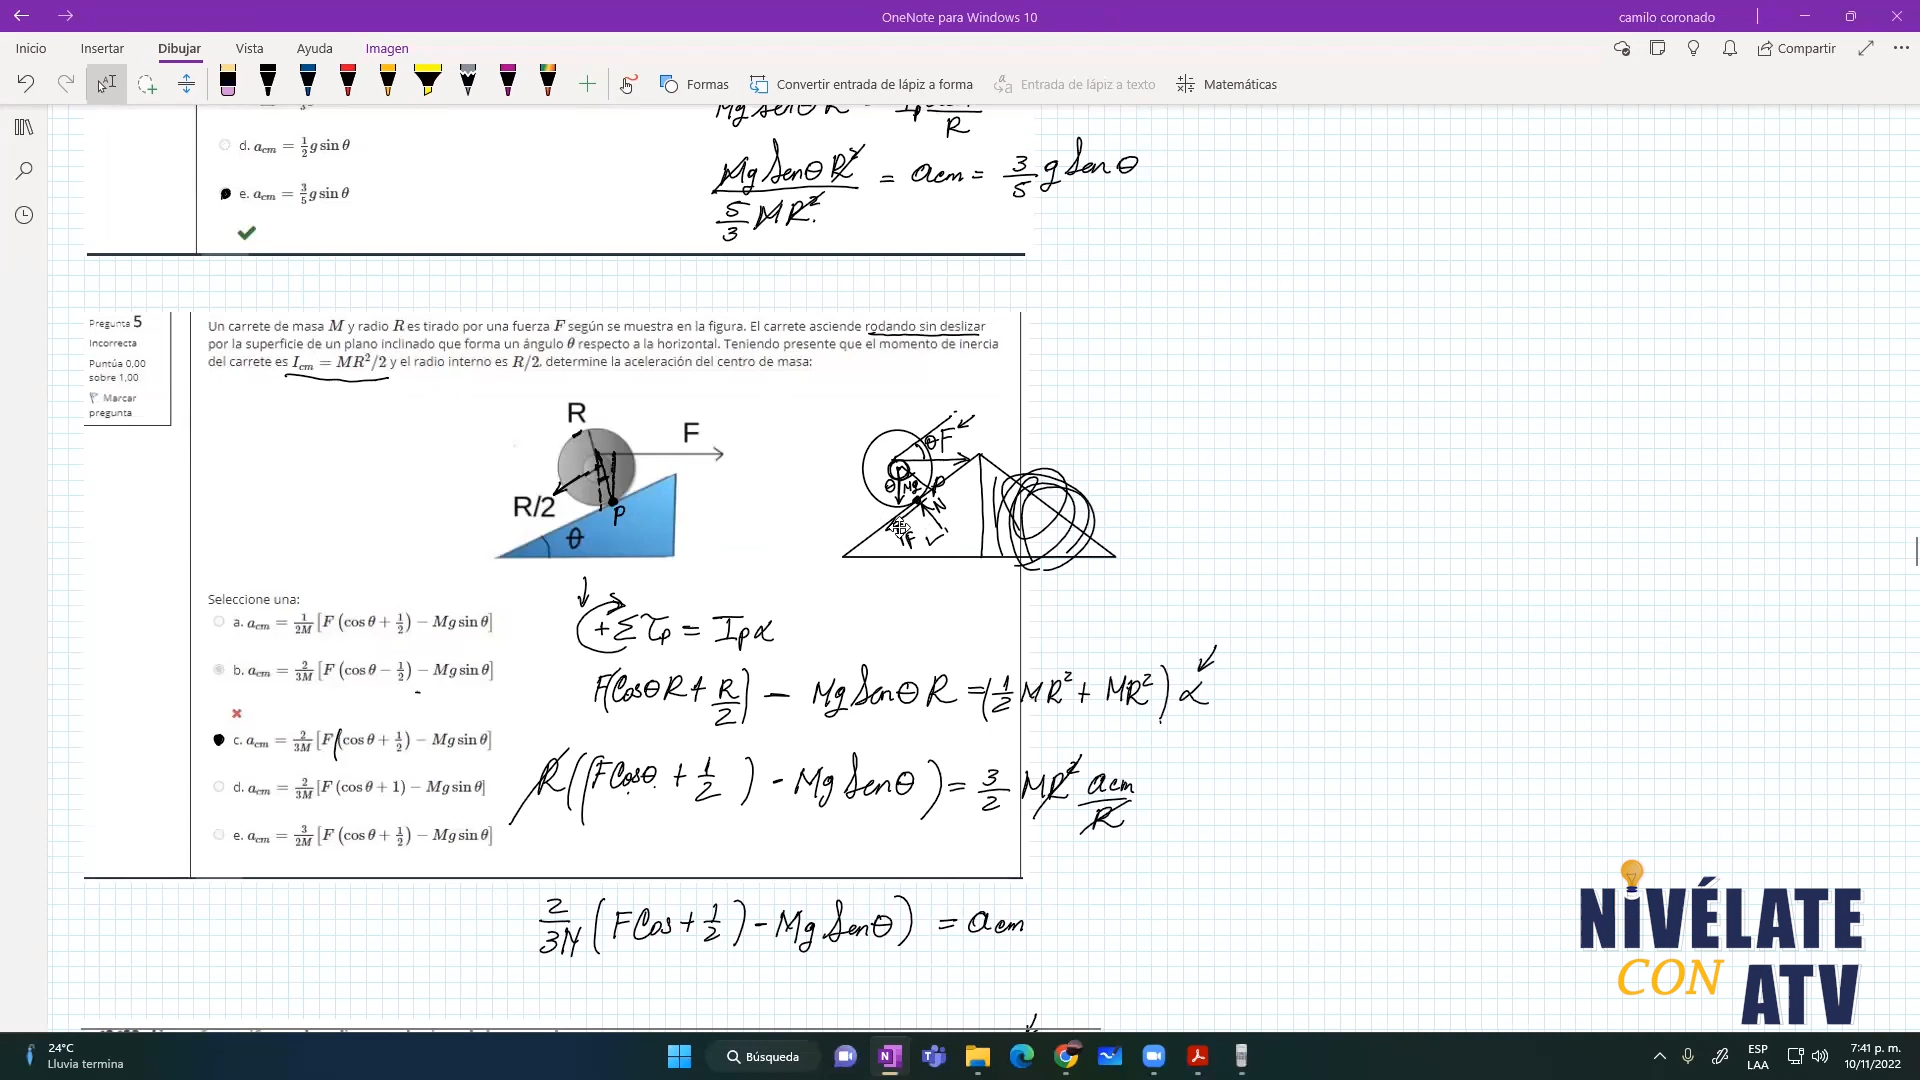 OneNote para Windows 10
camilo coronado
Inicio Insertar Dibujar Vista Ayuda Imagen
Compartir
Formas Convertir entrada de lápiz a forma Entrada de lápiz a texto Matemáticas
d. a_cm = 1/2 g sin θ
e. a_cm = 3/5 g sin θ
Mg Senθ R² / (5/3 MR²) = acm = 3/5 g Sen θ
Pregunta 5
Incorrecta
Puntúa 0,00
sobre 1,00
Marcar
pregunta
Un carrete de masa M y radio R es tirado por una fuerza F según se muestra en la figura. El carrete asciende rodando sin deslizar
por la superficie de un plano inclinado que forma un ángulo θ respecto a la horizontal. Teniendo presente que el momento de inercia
del carrete es I_cm = MR²/2 y el radio interno es R/2, determine la aceleración del centro de masa:
R
F
R/2
P
θ
θ F
θ Mg P
N
Seleccione una:
a. a_cm = 1/2M [F (cos θ + 1/2) − Mg sin θ]
b. a_cm = 2/3M [F (cos θ − 1/2) − Mg sin θ]
c. a_cm = 2/3M [F (cos θ + 1/2) − Mg sin θ]
d. a_cm = 2/3M [F (cos θ + 1) − Mg sin θ]
e. a_cm = 3/2M [F (cos θ + 1/2) − Mg sin θ]
+ Σ τp = Ip α
F(Cosθ R + R/2) − Mg Sen θ R = (1/2 MR² + MR²) α
R((F Cosθ + 1/2) − Mg Senθ) = 3/2 MR² acm/R
2/3M (F Cos + 1/2) − Mg Senθ) = acm
NIVÉLATE
CON
ATV
24°C
Lluvia termina
Búsqueda
ESP
LAA
7:41 p. m.
10/11/2022